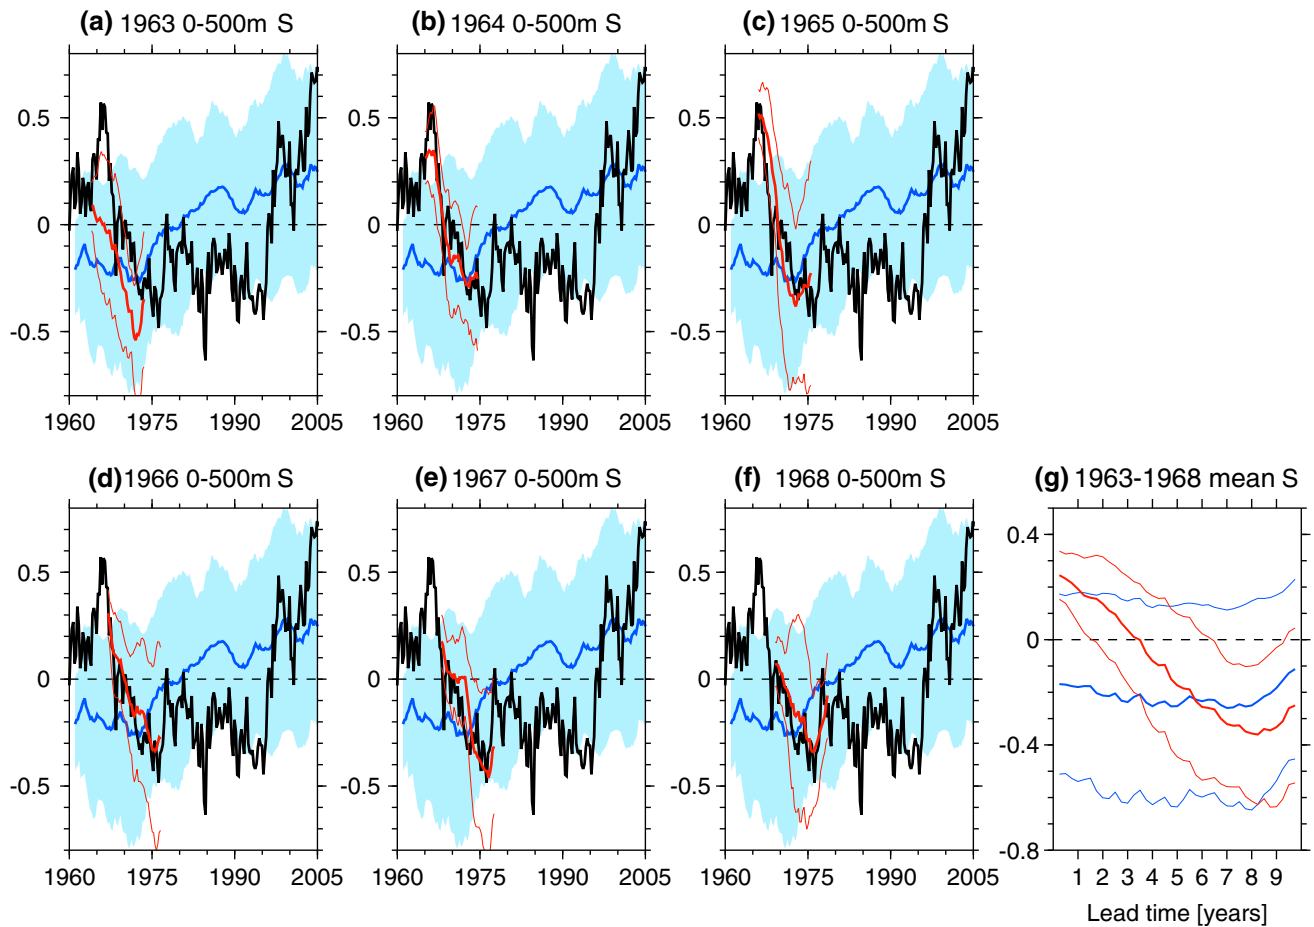 (a) 1963 0-500m S
(b) 1964 0-500m S
(c) 1965 0-500m S
0.5
0
-0.5
0.5
0
-0.5
0.5
0
-0.5
1960 1975 1990 2005
1960 1975 1990 2005
1960 1975 1990 2005
(d) 1966 0-500m S
(e) 1967 0-500m S
(f) 1968 0-500m S
(g) 1963-1968 mean S
0.5
0
-0.5
0.5
0
-0.5
0.5
0
-0.5
0.4
0
-0.4
-0.8
1960 1975 1990 2005
1960 1975 1990 2005
1960 1975 1990 2005
1 2 3 4 5 6 7 8 9
Lead time [years]